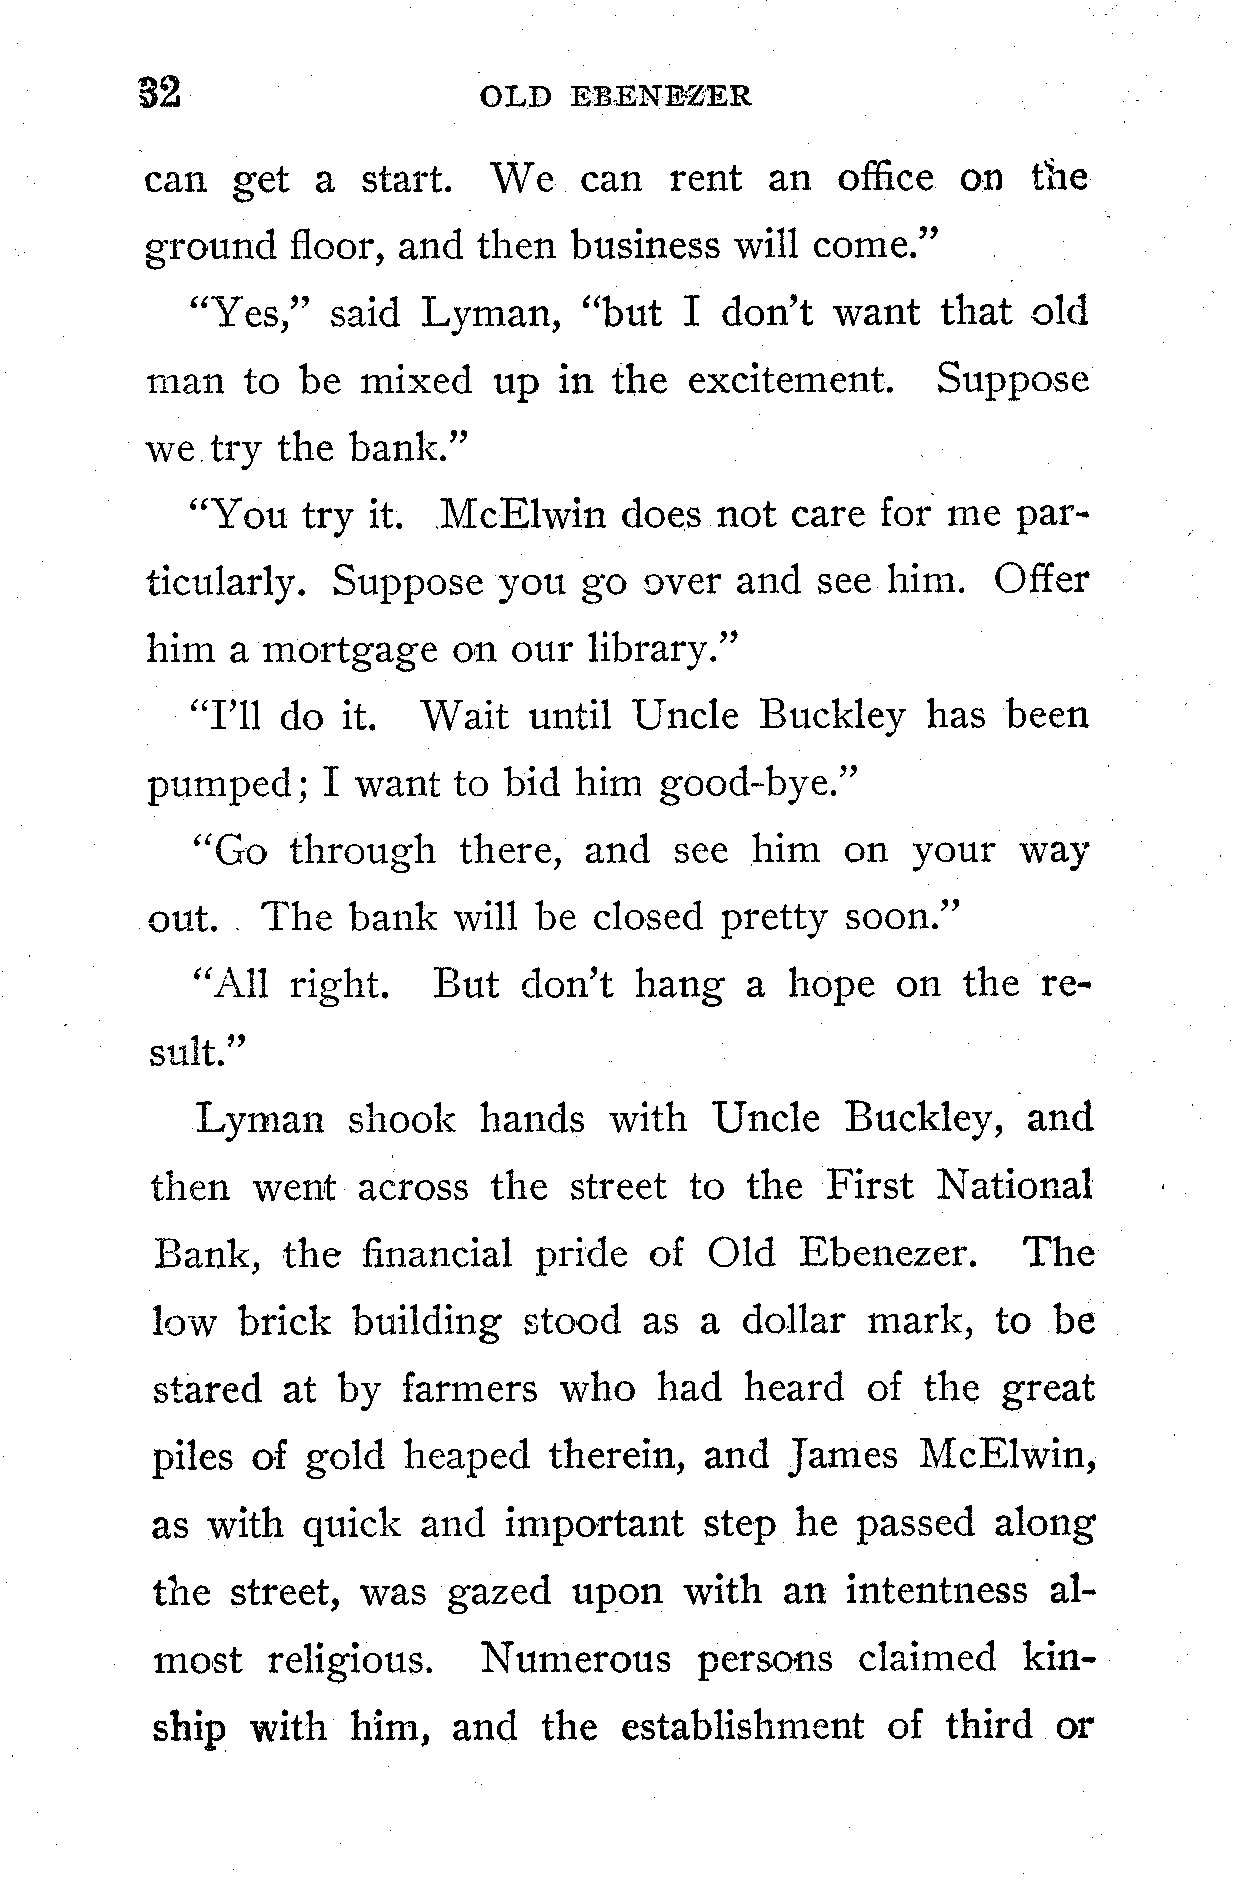 32 OLD EBENEZER
can get a start. We can rent an office on the
ground floor, and then business will come.”
“Yes,” said Lyman, “but I don’t want that old
man to be mixed up in the excitement. Suppose
we try the bank.”
“You try it. McElwin does not care for me par-
ticularly. Suppose you go over and see him. Offer
him a mortgage on our library.”
“I’ll do it. Wait until Uncle Buckley has been
pumped; I want to bid him good-bye.”
“Go through there, and see him on your way
out. The bank will be closed pretty soon.”
“All right. But don’t hang a hope on the re-
sult.”
Lyman shook hands with Uncle Buckley, and
then went across the street to the First National
Bank, the financial pride of Old Ebenezer. The
low brick building stood as a dollar mark, to be
stared at by farmers who had heard of the great
piles of gold heaped therein, and James McElwin,
as with quick and important step he passed along
the street, was gazed upon with an intentness al-
most religious. Numerous persons claimed kin-
ship with him, and the establishment of third or